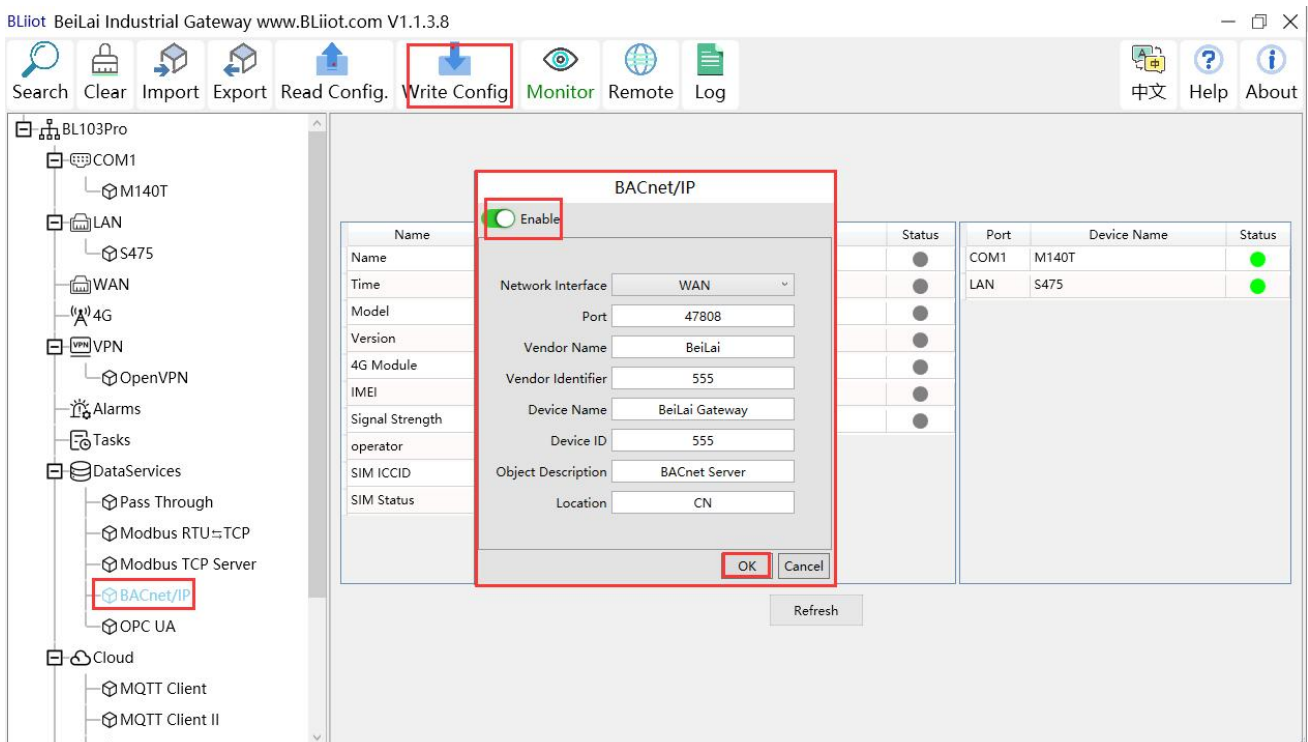 BLiiot BeiLai Industrial Gateway www.BLiiot.com V1.1.3.8
Search Clear Import Export Read Config. Write Config Monitor Remote Log 中文 Help About
BL103Pro
COM1
M140T
LAN
S475
WAN
4G
VPN VPN
OpenVPN
Alarms
Tasks
DataServices
Pass Through
Modbus RTU⇆TCP
Modbus TCP Server
BACnet/IP
OPC UA
Cloud
MQTT Client
MQTT Client II
Name
Name
Time
Model
Version
4G Module
IMEI
Signal Strength
operator
SIM ICCID
SIM Status
BACnet/IP
Enable
Network Interface WAN
Port 47808
Vendor Name BeiLai
Vendor Identifier 555
Device Name BeiLai Gateway
Device ID 555
Object Description BACnet Server
Location CN
OK Cancel
Status
Port Device Name Status
COM1 M140T
LAN S475
Refresh